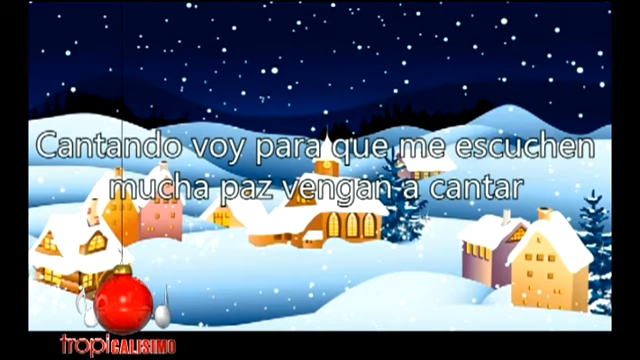 Cantando voy para que me escuchen
mucha paz vengan a cantar
tropiCALISIMO